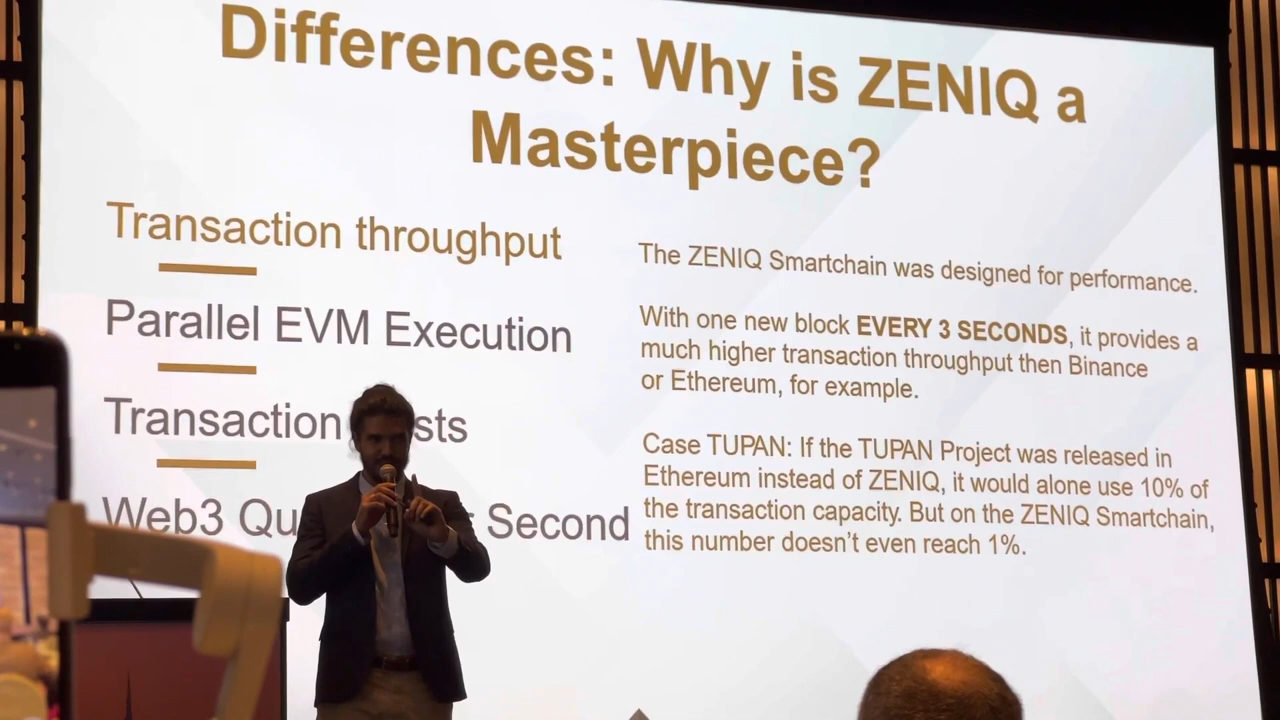 Differences: Why is ZENIQ a
Masterpiece?
Transaction throughput
Parallel EVM Execution
Transaction sts
Web3 Qu Second
The ZENIQ Smartchain was designed for performance.
With one new block EVERY 3 SECONDS, it provides a
much higher transaction throughput then Binance
or Ethereum, for example.
Case TUPAN: If the TUPAN Project was released in
Ethereum instead of ZENIQ, it would alone use 10% of
the transaction capacity. But on the ZENIQ Smartchain,
this number doesn't even reach 1%.